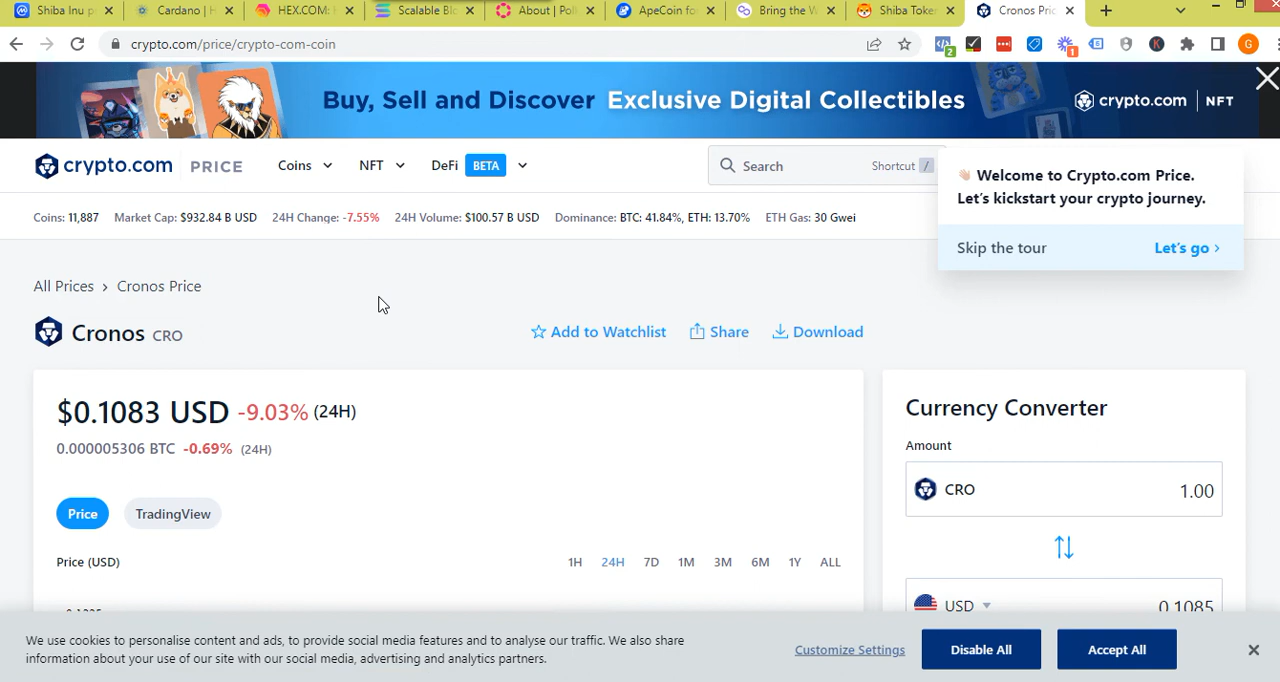 Shiba Inu p
Cardano | H
HEX.COM:
Scalable Blo
About | Pol
ApeCoin fo
Bring the W
Shiba Toke
Cronos Pric
crypto.com/price/crypto-com-coin
2
1
K
G
Buy, Sell and Discover Exclusive Digital Collectibles
crypto.com | NFT
crypto.com PRICE
Coins
NFT
DeFi BETA
Search
Shortcut /
👋🏻 Welcome to Crypto.com Price.
Let's kickstart your crypto journey.
Skip the tour
Let's go ›
Coins: 11,887 Market Cap: $932.84 B USD 24H Change: -7.55% 24H Volume: $100.57 B USD Dominance: BTC: 41.84%, ETH: 13.70% ETH Gas: 30 Gwei
All Prices › Cronos Price
Cronos CRO
Add to Watchlist
Share
Download
$0.1083 USD -9.03% (24H)
0.000005306 BTC -0.69% (24H)
Price
TradingView
Price (USD)
1H 24H 7D 1M 3M 6M 1Y ALL
Currency Converter
Amount
CRO 1.00
USD 0.1085
We use cookies to personalise content and ads, to provide social media features and to analyse our traffic. We also share
information about your use of our site with our social media, advertising and analytics partners.
Customize Settings
Disable All
Accept All